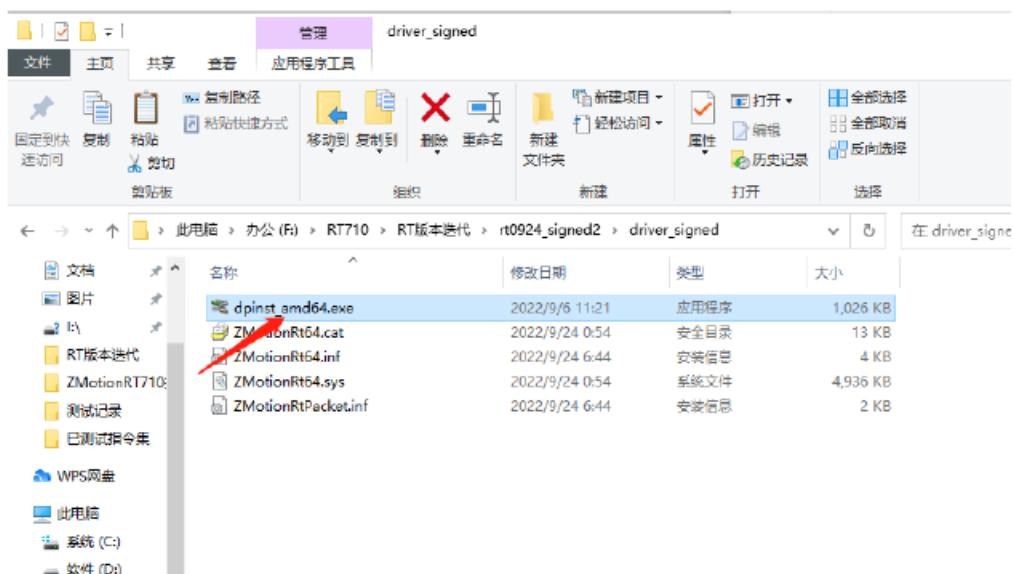 管理 driver_signed
文件 主页 共享 查看 应用程序工具
固定到快速访问
复制
粘贴
复制路径
粘贴快捷方式
剪切
剪贴板
移动到 复制到 删除 重命名
组织
新建文件夹
新建项目
轻松访问
新建
属性
打开
编辑
历史记录
打开
全部选择
全部取消
反向选择
选择
此电脑 > 办公 (F:) > RT710 > RT版本迭代 > rt0924_signed2 > driver_signed
在 driver_signe
文档
图片
I:\
RT版本迭代
ZMotionRT710
测试记录
已测试指令集
WPS网盘
此电脑
系统 (C:)
软件 (D:)
名称 修改日期 类型 大小
dpinst_amd64.exe 2022/9/6 11:21 应用程序 1,026 KB
ZMotionRt64.cat 2022/9/24 0:54 安全目录 13 KB
ZMotionRt64.inf 2022/9/24 6:44 安装信息 4 KB
ZMotionRt64.sys 2022/9/24 0:54 系统文件 4,936 KB
ZMotionRtPacket.inf 2022/9/24 6:44 安装信息 2 KB